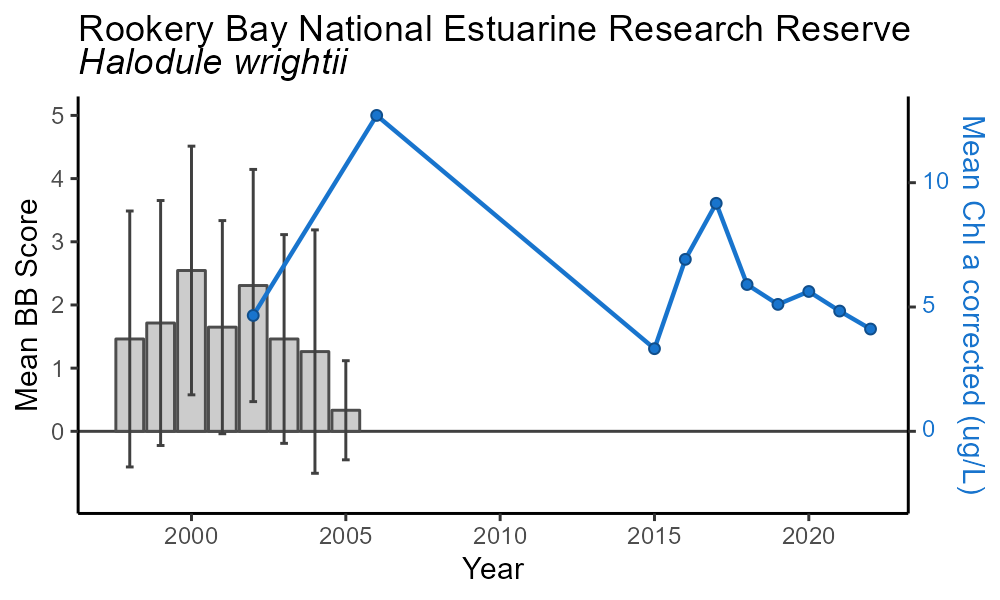 Rookery Bay National Estuarine Research Reserve
Halodule wrightii
Mean BB Score
5
4
3
2
1
0
10
5
0
Mean Chl a corrected (ug/L)
2000
2005
2010
2015
2020
Year